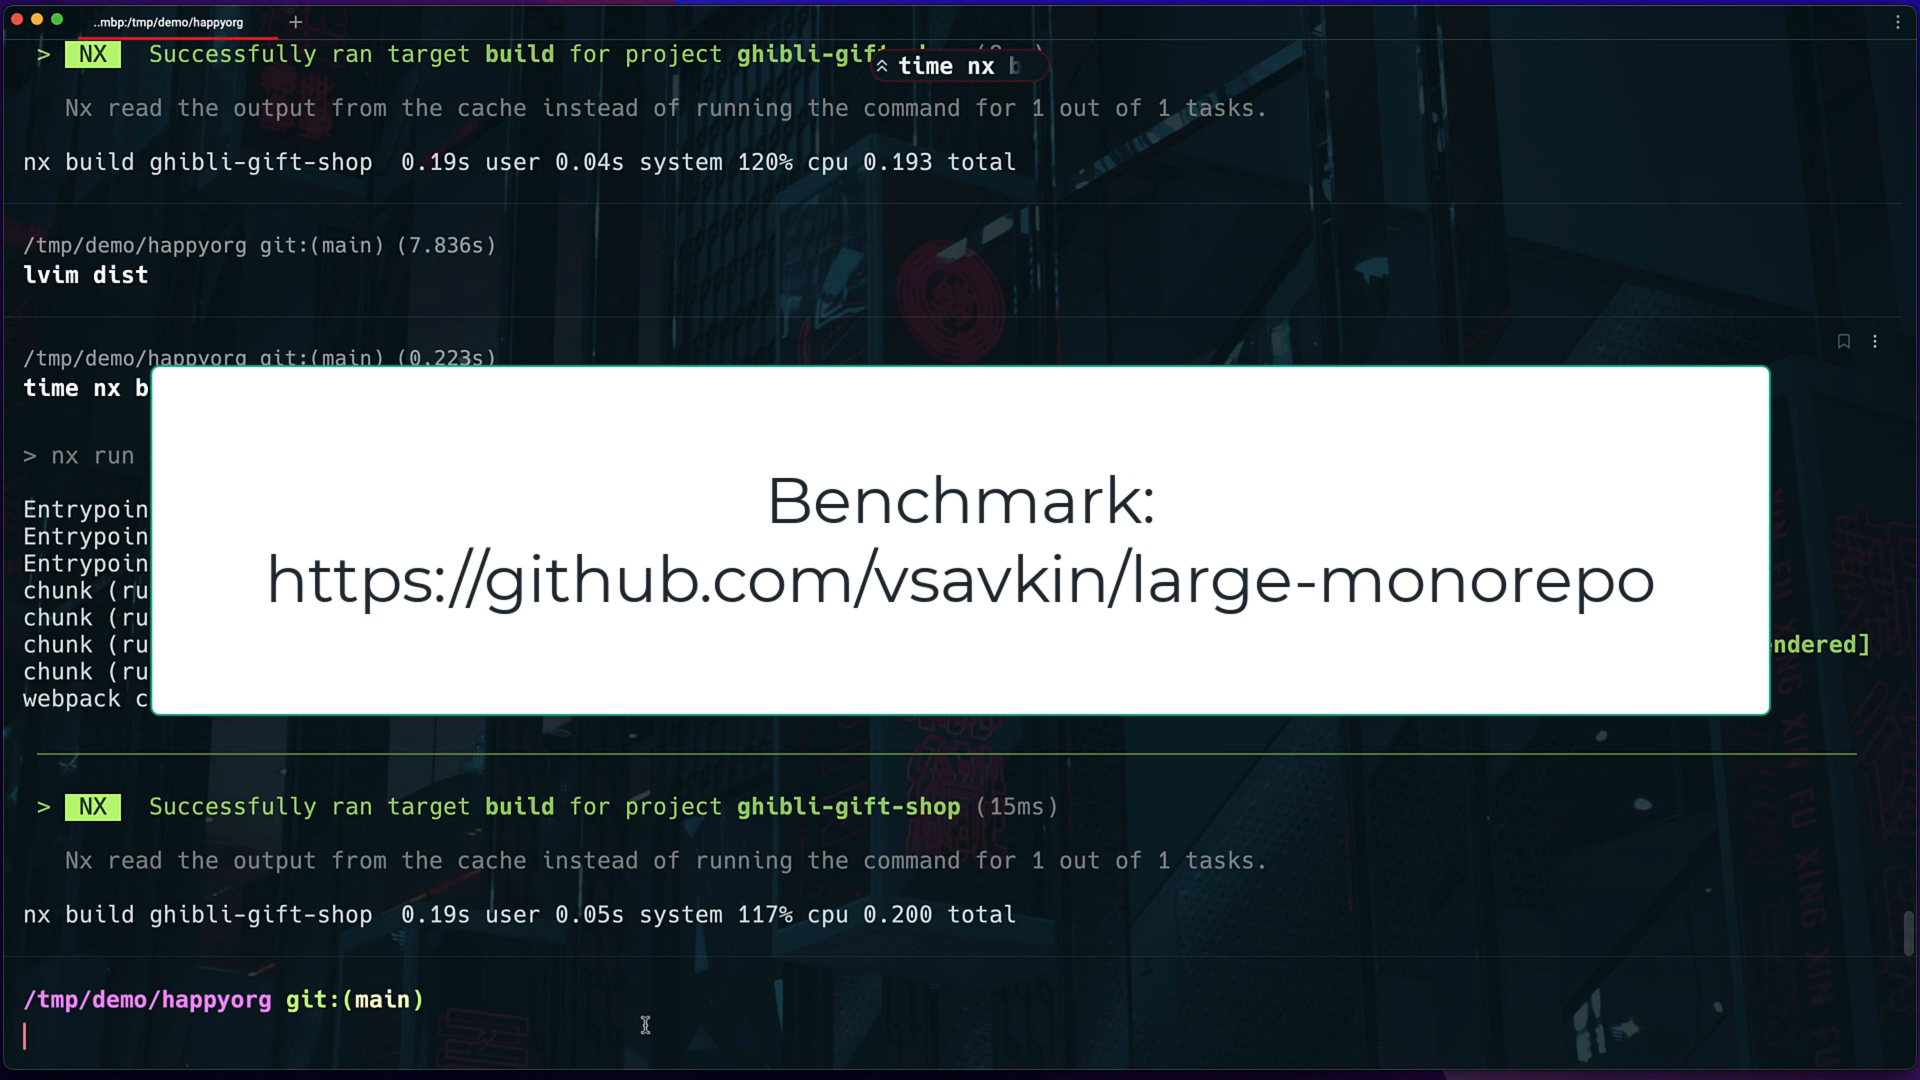 ..mbp:/tmp/demo/happyorg +
> NX Successfully ran target build for project ghibli-gif
time nx b
Nx read the output from the cache instead of running the command for 1 out of 1 tasks.
nx build ghibli-gift-shop 0.19s user 0.04s system 120% cpu 0.193 total
/tmp/demo/happyorg git:(main) (7.836s)
lvim dist
/tmp/demo/happyorg git:(main) (0.223s)
time nx b
> nx run
Benchmark:
https://github.com/vsavkin/large-monorepo
Entrypoin
Entrypoin
Entrypoin
chunk (ru
chunk (ru
chunk (ru ndered]
chunk (ru
webpack c
> NX Successfully ran target build for project ghibli-gift-shop (15ms)
Nx read the output from the cache instead of running the command for 1 out of 1 tasks.
nx build ghibli-gift-shop 0.19s user 0.05s system 117% cpu 0.200 total
/tmp/demo/happyorg git:(main)